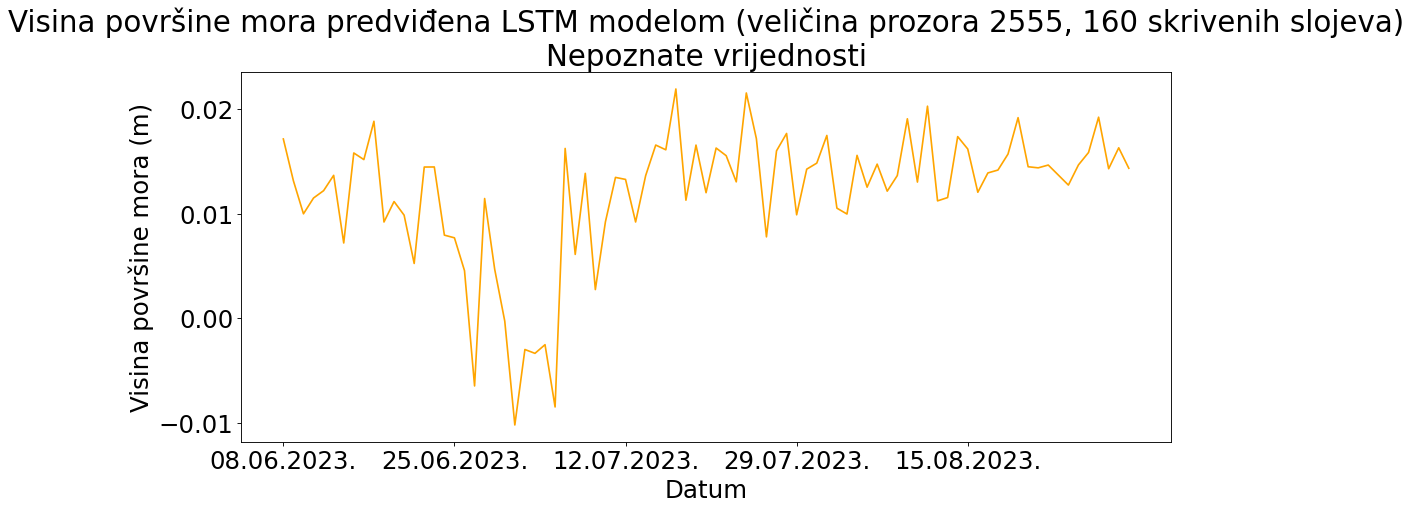 Visina površine mora predviđena LSTM modelom (veličina prozora 2555, 160 skrivenih slojeva)
Nepoznate vrijednosti
Visina površine mora (m)
0.02
0.01
0.00
−0.01
08.06.2023. 25.06.2023. 12.07.2023. 29.07.2023. 15.08.2023.
Datum